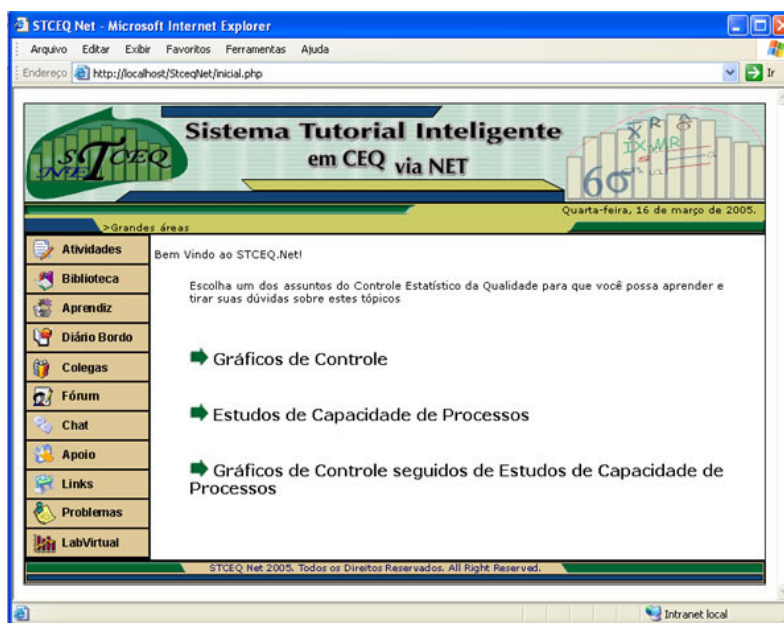 STCEQ Net - Microsoft Internet Explorer
Arquivo Editar Exibir Favoritos Ferramentas Ajuda
Endereço http://localhost/StceqNet/inicial.php Ir
STCEQ
NET
Sistema Tutorial Inteligente
em CEQ via NET
X R
IX MR
6σ
Quarta-feira, 16 de março de 2005.
>Grandes áreas
Atividades
Biblioteca
Aprendiz
Diário Bordo
Colegas
Fórum
Chat
Apoio
Links
Problemas
LabVirtual
Bem Vindo ao STCEQ.Net!
Escolha um dos assuntos do Controle Estatístico da Qualidade para que você possa aprender e
tirar suas dúvidas sobre estes tópicos
Gráficos de Controle
Estudos de Capacidade de Processos
Gráficos de Controle seguidos de Estudos de Capacidade de
Processos
STCEQ Net 2005. Todos os Direitos Reservados. All Right Reserved.
Intranet local